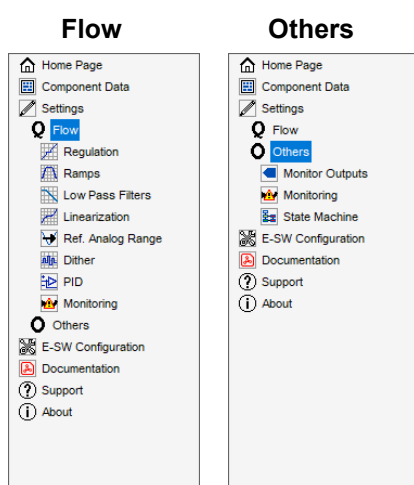 Flow
Home Page
Component Data
Settings
Q Flow
Regulation
Ramps
Low Pass Filters
Linearization
Ref. Analog Range
Dither
PID
Monitoring
O Others
E-SW Configuration
Documentation
? Support
i About
Others
Home Page
Component Data
Settings
Q Flow
O Others
Monitor Outputs
Monitoring
State Machine
E-SW Configuration
Documentation
? Support
i About